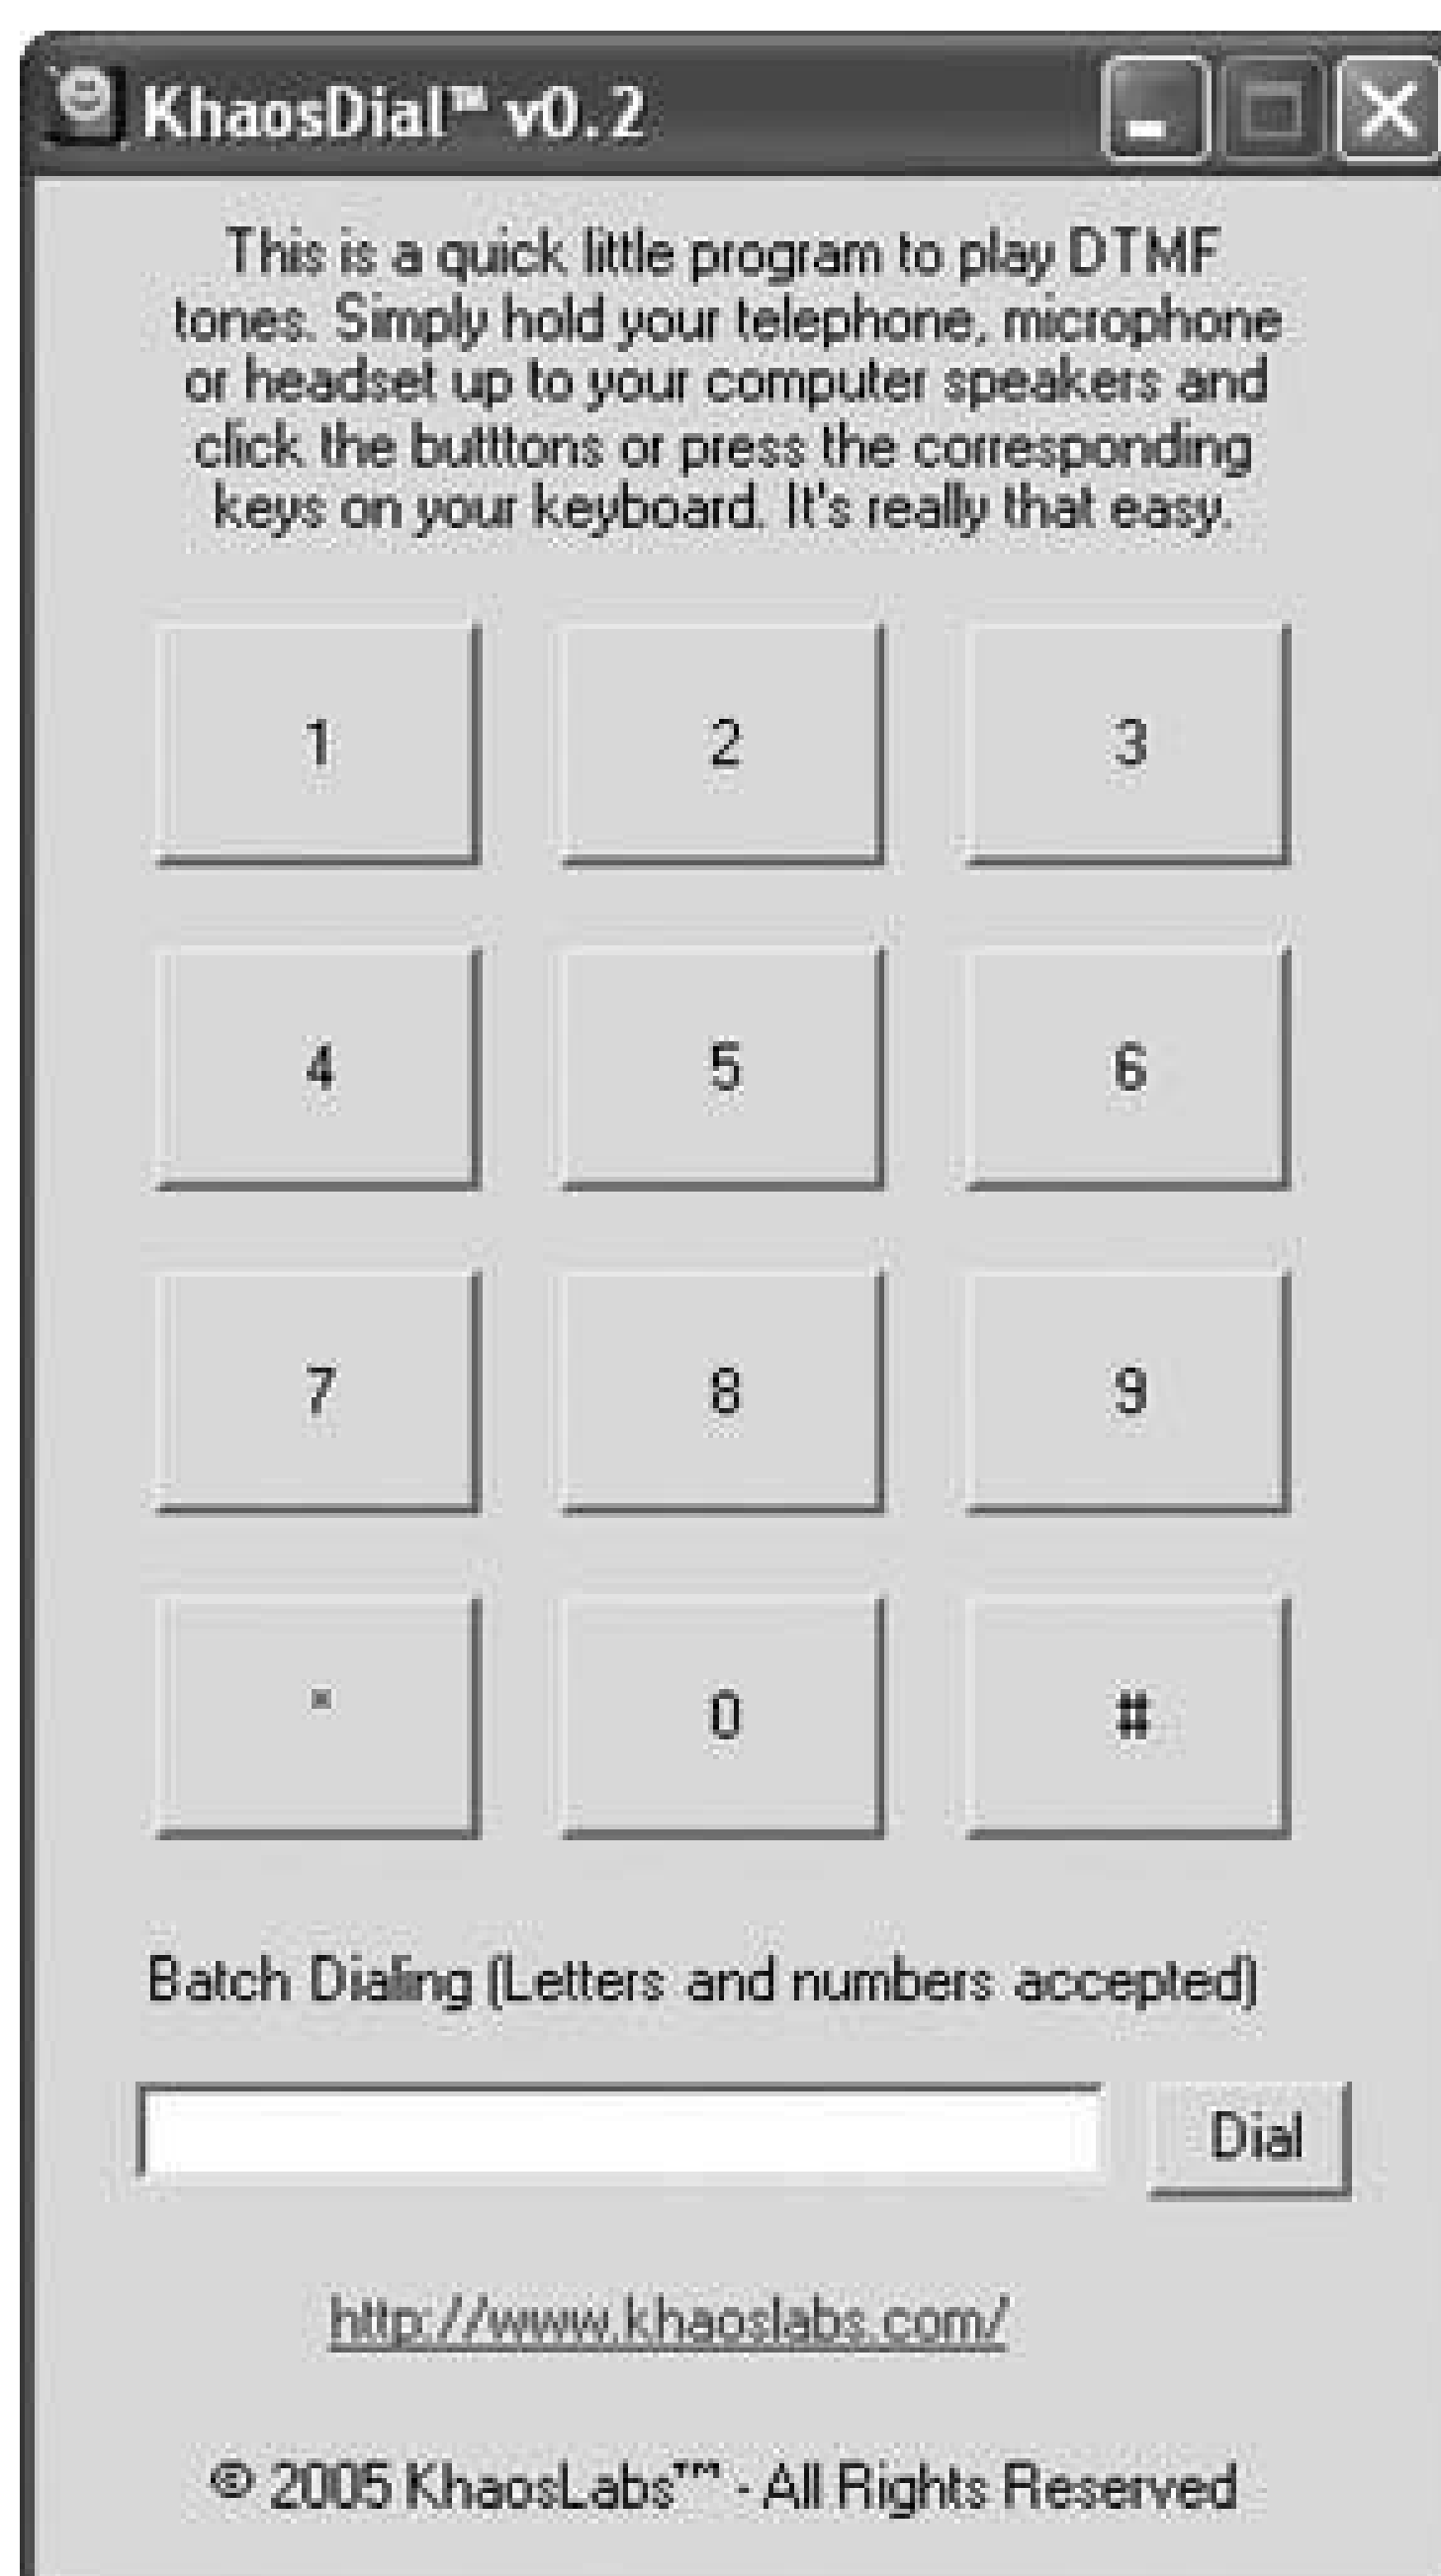 KhaosDial™ v0.2
This is a quick little program to play DTMF
tones. Simply hold your telephone, microphone
or headset up to your computer speakers and
click the butttons or press the corresponding
keys on your keyboard. It's really that easy.
1 2 3
4 5 6
7 8 9
* 0 #
Batch Dialing (Letters and numbers accepted)
Dial
http://www.khaoslabs.com/
© 2005 KhaosLabs™ - All Rights Reserved